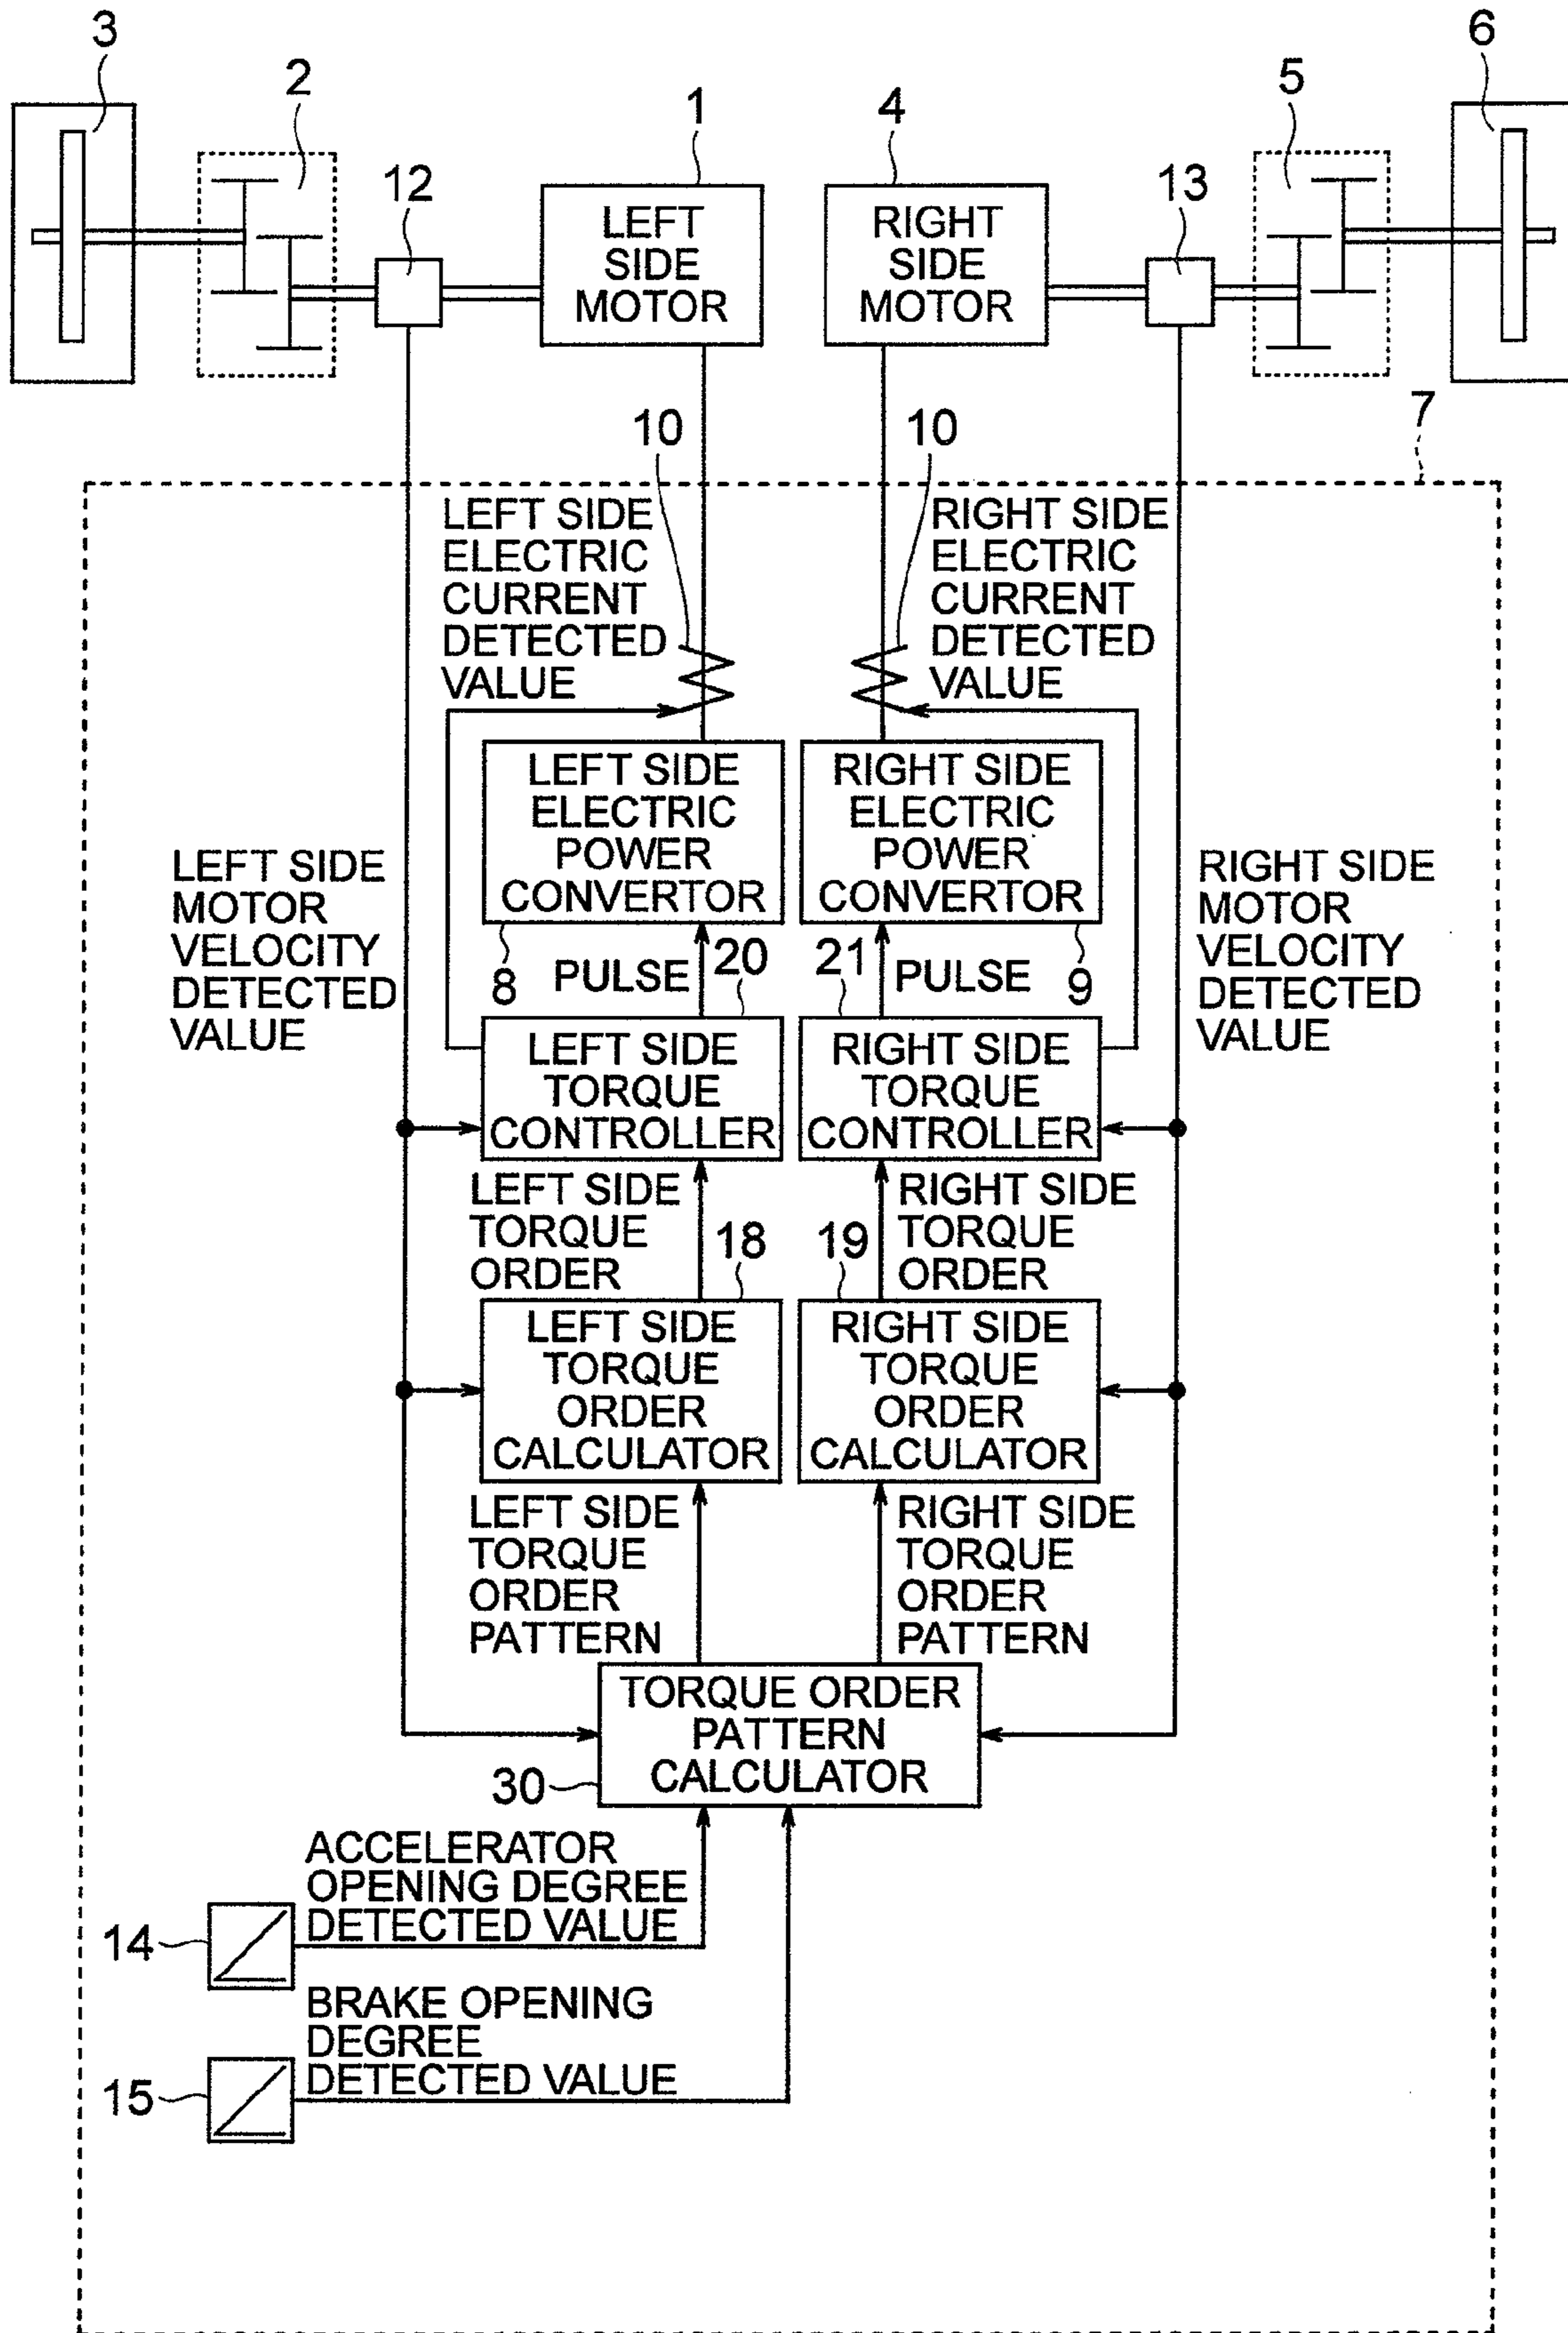 3
2
1
4
5
6
12
13
LEFT
SIDE
MOTOR
RIGHT
SIDE
MOTOR
7
10
10
LEFT SIDE
ELECTRIC
CURRENT
DETECTED
VALUE
RIGHT SIDE
ELECTRIC
CURRENT
DETECTED
VALUE
LEFT SIDE
ELECTRIC
POWER
CONVERTOR
RIGHT SIDE
ELECTRIC
POWER
CONVERTOR
LEFT SIDE
MOTOR
VELOCITY
DETECTED
VALUE
RIGHT SIDE
MOTOR
VELOCITY
DETECTED
VALUE
8
PULSE
20
21
PULSE
9
LEFT SIDE
TORQUE
CONTROLLER
RIGHT SIDE
TORQUE
CONTROLLER
LEFT SIDE
TORQUE
ORDER
18
19
RIGHT SIDE
TORQUE
ORDER
LEFT SIDE
TORQUE
ORDER
CALCULATOR
RIGHT SIDE
TORQUE
ORDER
CALCULATOR
LEFT SIDE
TORQUE
ORDER
PATTERN
RIGHT SIDE
TORQUE
ORDER
PATTERN
TORQUE ORDER
PATTERN
CALCULATOR
30
ACCELERATOR
OPENING DEGREE
DETECTED VALUE
14
BRAKE OPENING
DEGREE
DETECTED VALUE
15